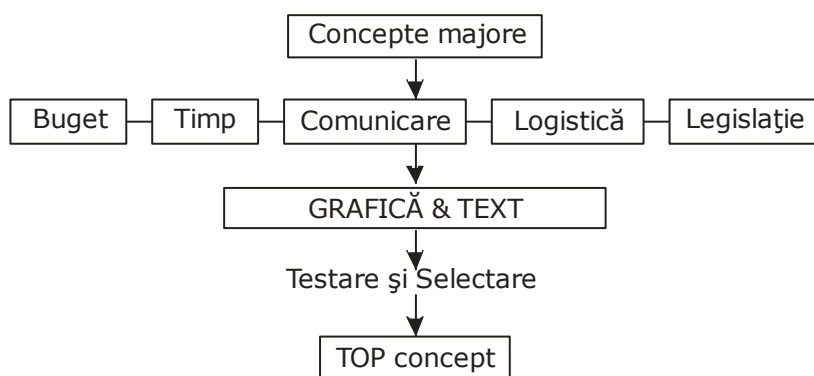 Concepte majore
Buget Timp Comunicare Logistică Legislaţie
GRAFICĂ & TEXT
Testare şi Selectare
TOP concept